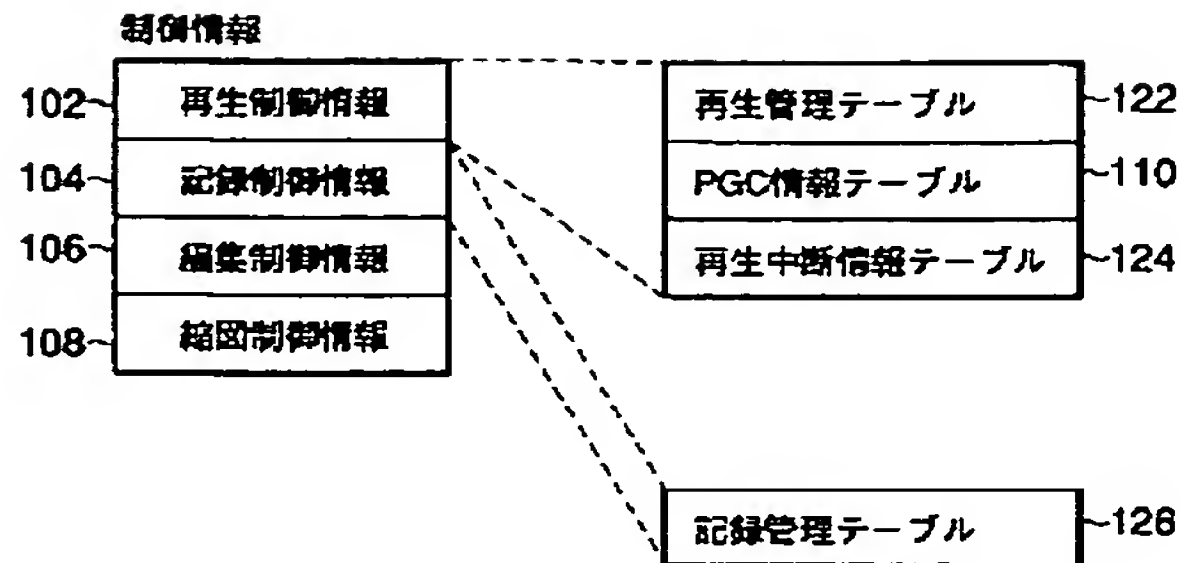 制御情報
102 再生制御情報
104 記録制御情報
106 編集制御情報
108 縮図制御情報
再生管理テーブル 122
PGC情報テーブル 110
再生中断情報テーブル 124
記録管理テーブル 126